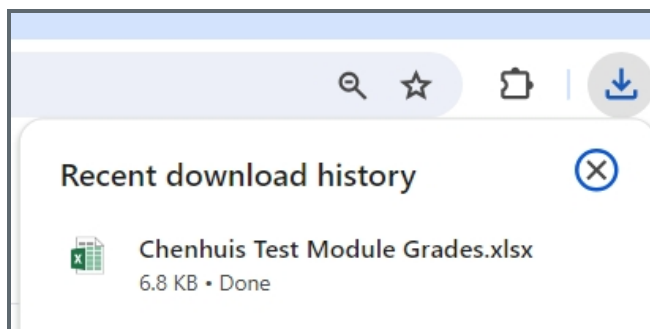 Recent download history
Chenhuis Test Module Grades.xlsx
6.8 KB • Done